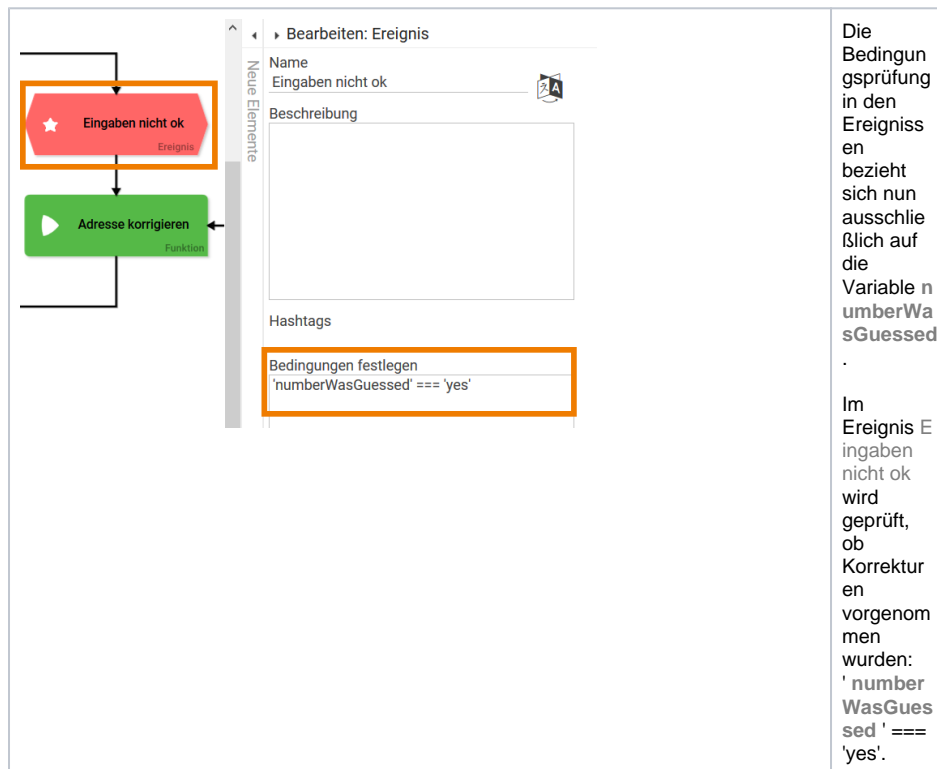 Eingaben nicht ok
Ereignis
Adresse korrigieren
Funktion
Neue Elemente
Bearbeiten: Ereignis
Name
Eingaben nicht ok
Beschreibung
Hashtags
Bedingungen festlegen
'numberWasGuessed' === 'yes'
Die
Bedingun
gsprüfung
in den
Ereigniss
en
bezieht
sich nun
ausschlie
ßlich auf
die
Variable n
umberWa
sGuessed
.
Im
Ereignis E
ingaben
nicht ok
wird
geprüft,
ob
Korrektur
en
vorgenom
men
wurden:
' number
WasGues
sed ' ===
'yes'.